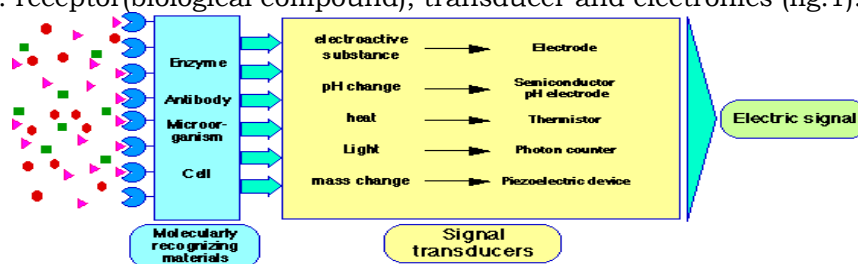 : receptor(biological compound), transducer and electronics (fig.1).
Enzyme
Antibody
Microor-
ganism
Cell
electroactive
substance
Electrode
pH change
Semiconductor
pH electrode
heat
Thermistor
Light
Photon counter
mass change
Piezoelectric device
Electric signal
Molecularly
recognizing
materials
Signal
transducers